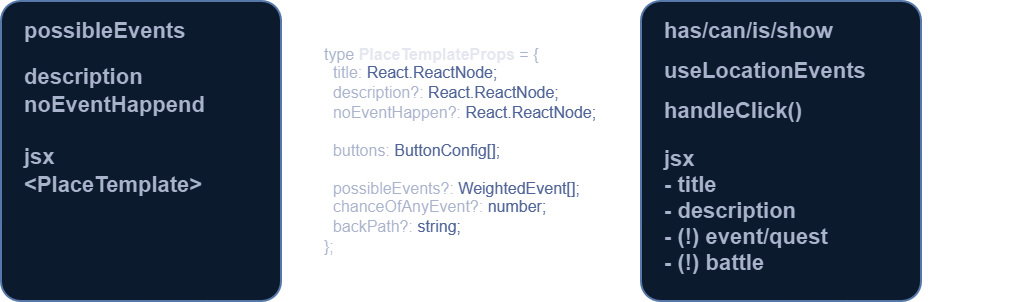 possibleEvents
description
noEventHappend
jsx
<PlaceTemplate>
type PlaceTemplateProps = {
title: React.ReactNode;
description?: React.ReactNode;
noEventHappen?: React.ReactNode;
buttons: ButtonConfig[];
possibleEvents?: WeightedEvent[];
chanceOfAnyEvent?: number;
backPath?: string;
};
has/can/is/show
useLocationEvents
handleClick()
jsx
- title
- description
- (!) event/quest
- (!) battle